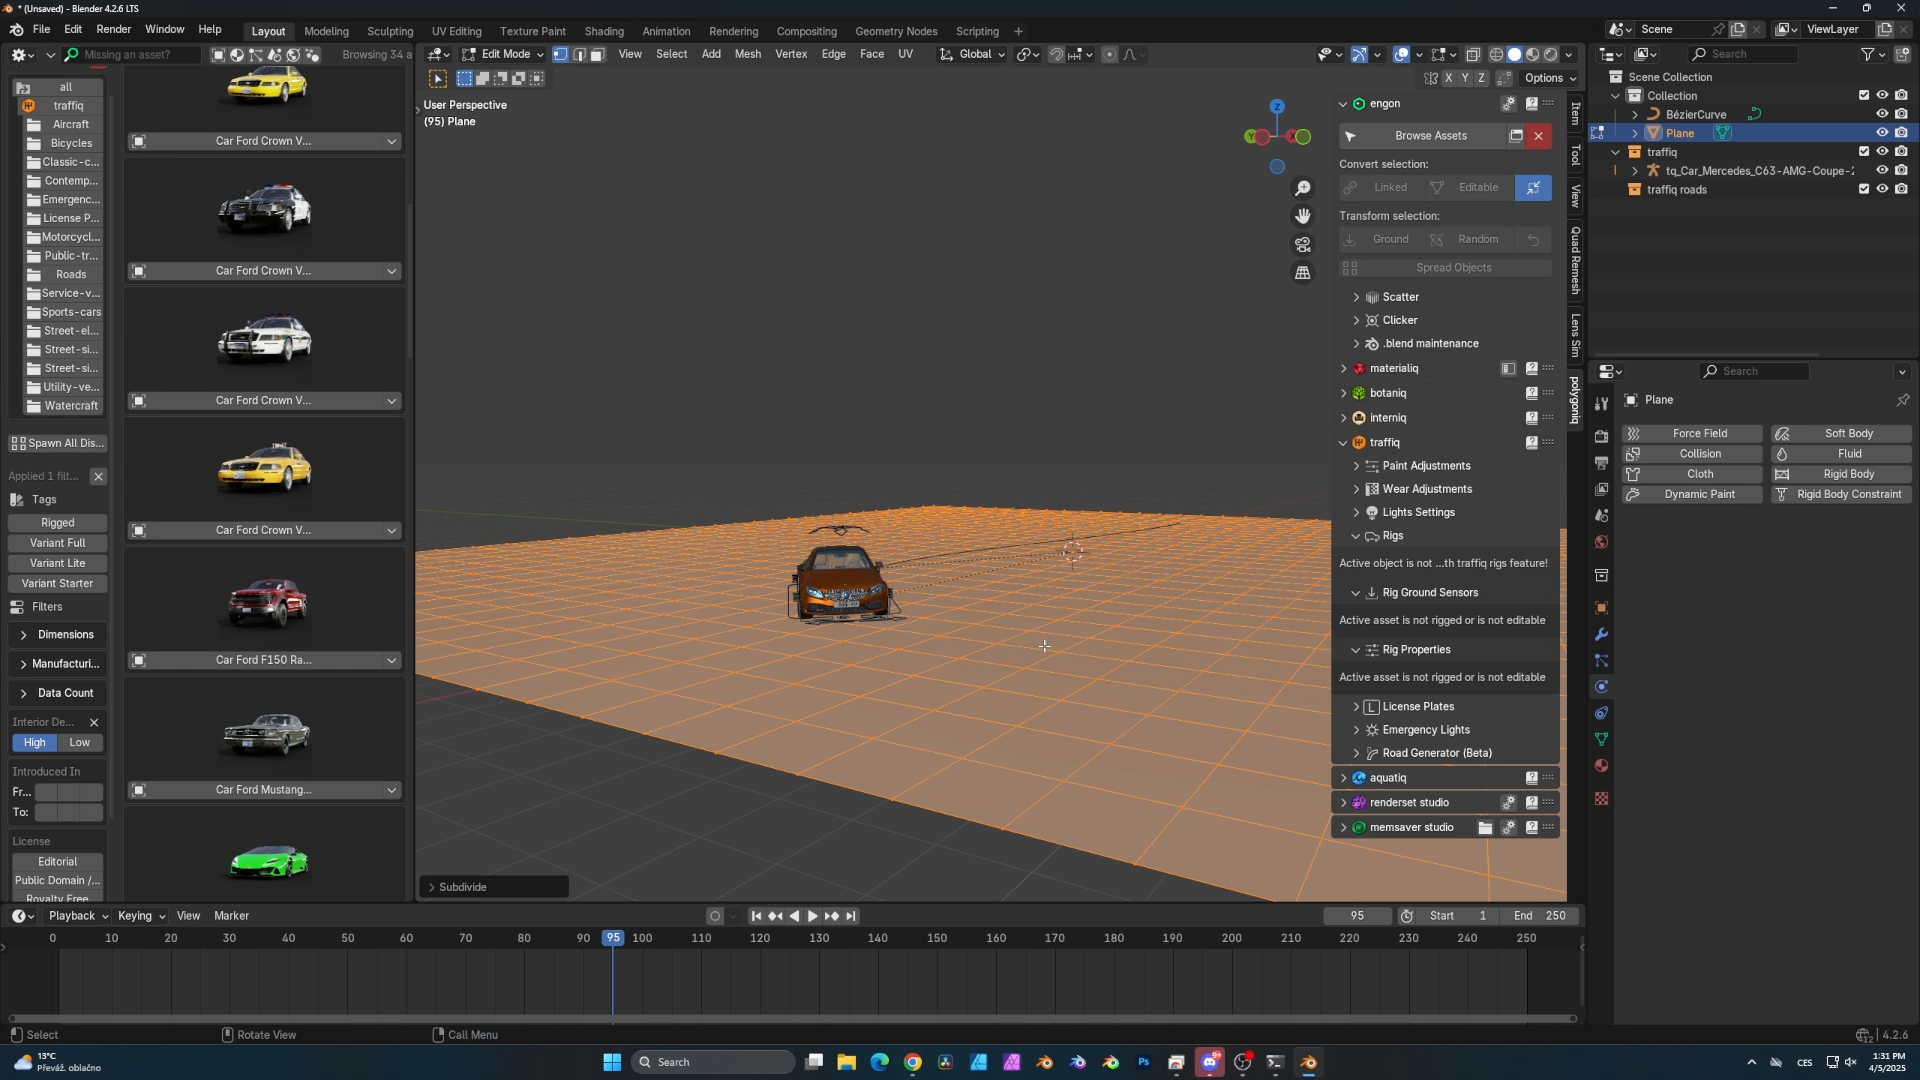 * (Unsaved) - Blender 4.2.6 LTS
File Edit Render Window Help
Layout Modeling Sculpting UV Editing Texture Paint Shading Animation Rendering Compositing Geometry Nodes Scripting +
Scene
ViewLayer
Missing an asset?
Browsing 34 a
Edit Mode
View Select Add Mesh Vertex Edge Face UV
Global
Search
X Y Z
Options
all
traffiq
Aircraft
Bicycles
Classic-c...
Contemp...
Emergenc...
License P...
Motorcycl...
Public-tr...
Roads
Service-v...
Sports-cars
Street-el...
Street-si...
Street-si...
Utility-ve...
Watercraft
Spawn All Dis...
Applied 1 filt...
Tags
Rigged
Variant Full
Variant Lite
Variant Starter
Filters
Dimensions
Manufacturi...
Data Count
Interior De...
High Low
Introduced In
Fr...
To:
License
Editorial
Public Domain /...
Royalty Free
Car Ford Crown V...
Car Ford Crown V...
Car Ford Crown V...
Car Ford Crown V...
Car Ford F150 Ra...
Car Ford Mustang...
User Perspective
(95) Plane
Z
Y
X
Subdivide
engon
Browse Assets
Convert selection:
Linked Editable
Transform selection:
Ground Random
Spread Objects
Scatter
Clicker
.blend maintenance
materialiq
botaniq
interniq
traffiq
Paint Adjustments
Wear Adjustments
Lights Settings
Rigs
Active object is not ...th traffiq rigs feature!
Rig Ground Sensors
Active asset is not rigged or is not editable
Rig Properties
Active asset is not rigged or is not editable
License Plates
Emergency Lights
Road Generator (Beta)
aquatiq
renderset studio
memsaver studio
Item
Tool
View
Quad Remesh
Lens Sim
polygoniq
Scene Collection
Collection
BézierCurve
Plane
traffiq
tq_Car_Mercedes_C63-AMG-Coupe-2
traffiq roads
Search
Plane
Force Field Soft Body
Collision Fluid
Cloth Rigid Body
Dynamic Paint Rigid Body Constraint
Playback Keying View Marker
95 Start 1 End 250
0 10 20 30 40 50 60 70 80 90 95 100 110 120 130 140 150 160 170 180 190 200 210 220 230 240 250
Select Rotate View Call Menu
4.2.6
13°C
Převáž. oblačno
Search
Ps
CES
1:31 PM
4/5/2025